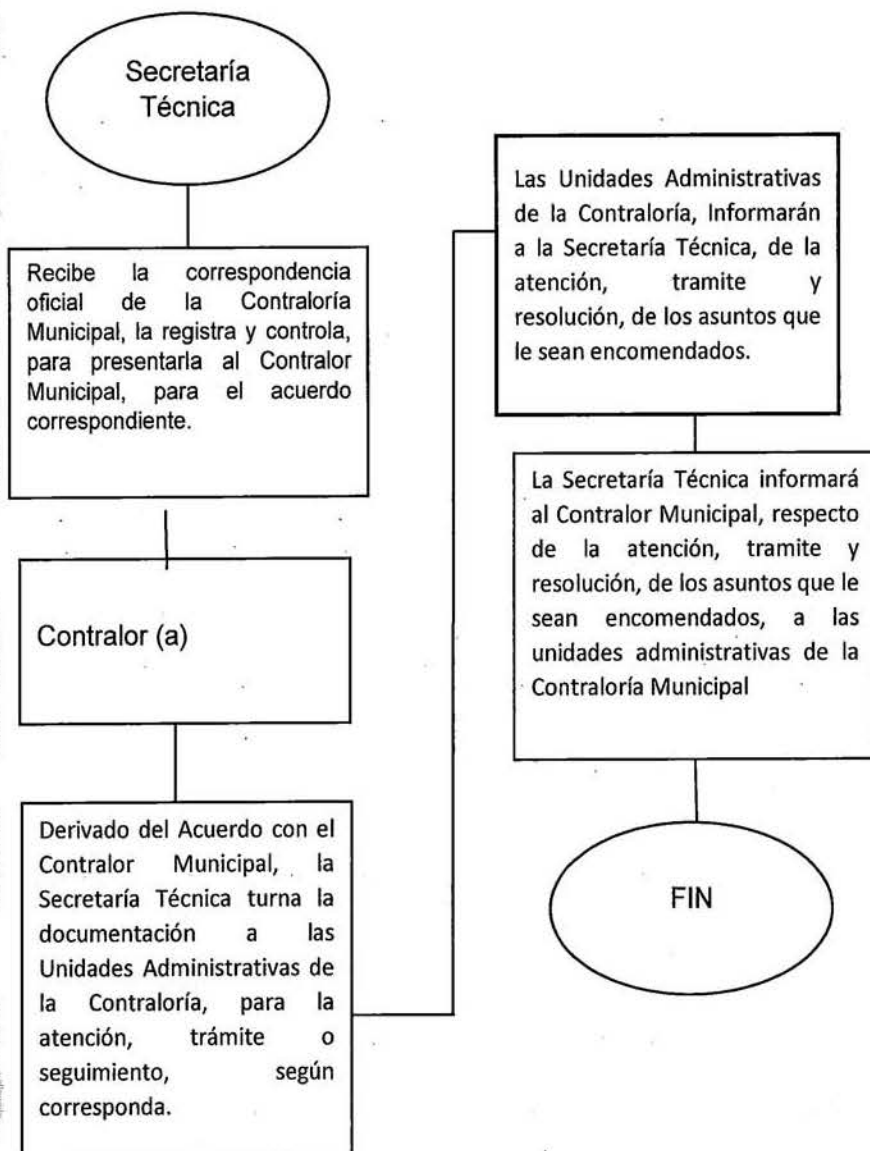 Secretaría
Técnica
Recibe la correspondencia
oficial de la Contraloría
Municipal, la registra y controla,
para presentarla al Contralor
Municipal, para el acuerdo
correspondiente.
Contralor (a)
Derivado del Acuerdo con el
Contralor Municipal, la
Secretaría Técnica turna la
documentación a las
Unidades Administrativas de
la Contraloría, para la
atención, trámite o
seguimiento, según
corresponda.
Las Unidades Administrativas
de la Contraloría, Informarán
a la Secretaría Técnica, de la
atención, tramite y
resolución, de los asuntos que
le sean encomendados.
La Secretaría Técnica informará
al Contralor Municipal, respecto
de la atención, tramite y
resolución, de los asuntos que le
sean encomendados, a las
unidades administrativas de la
Contraloría Municipal
FIN